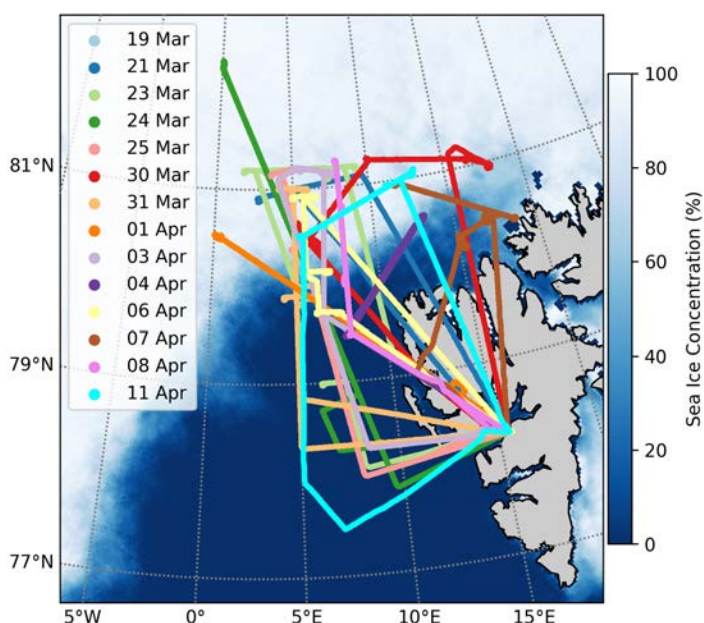 19 Mar
21 Mar
23 Mar
24 Mar
25 Mar
30 Mar
31 Mar
01 Apr
03 Apr
04 Apr
06 Apr
07 Apr
08 Apr
11 Apr
81°N
79°N
77°N
5°W
0°
5°E
10°E
15°E
100
80
60
40
20
0
Sea Ice Concentration (%)